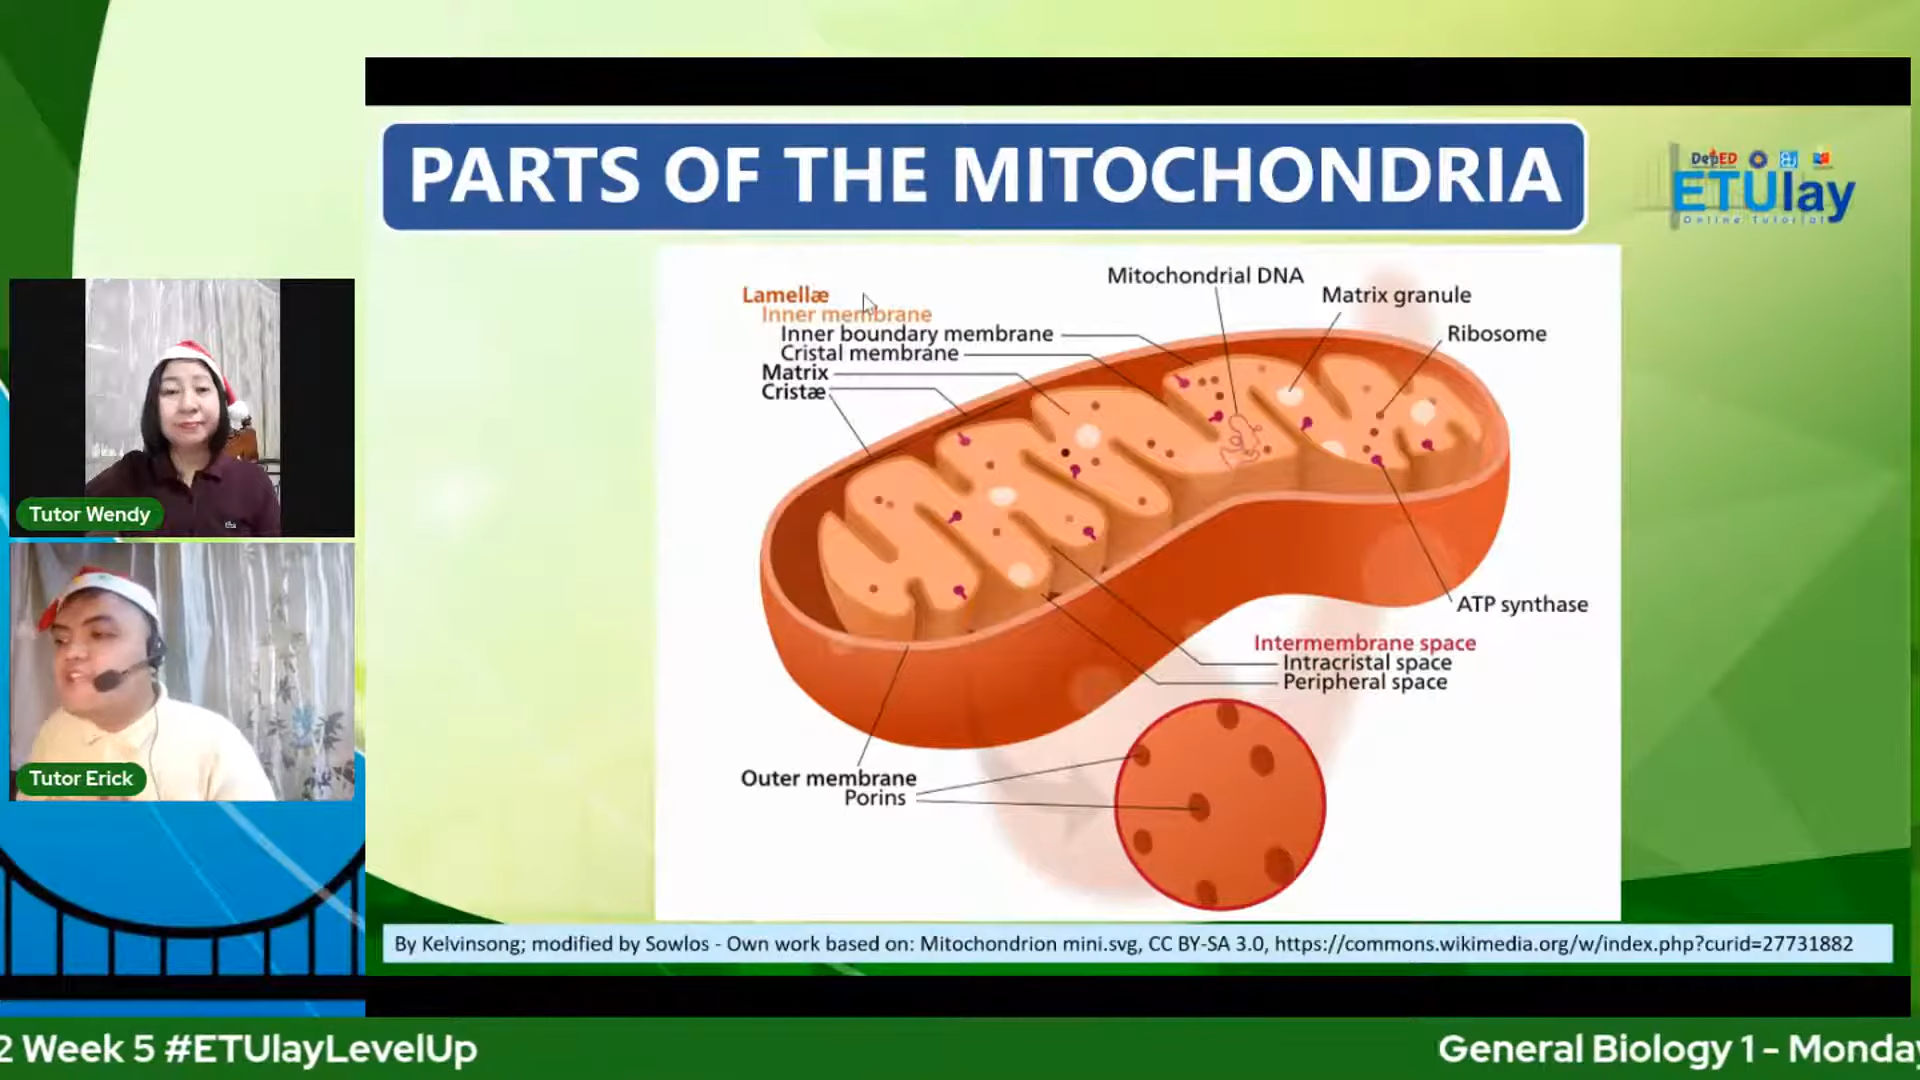 PARTS OF THE MITOCHONDRIA
DepED
ETUlay
Online Tutorial
Mitochondrial DNA
Lamellæ
Inner membrane
Inner boundary membrane
Cristal membrane
Matrix
Cristæ
Matrix granule
Ribosome
ATP synthase
Intermembrane space
Intracristal space
Peripheral space
Outer membrane
Porins
Tutor Wendy
Tutor Erick
By Kelvinsong; modified by Sowlos - Own work based on: Mitochondrion mini.svg, CC BY-SA 3.0, https://commons.wikimedia.org/w/index.php?curid=27731882
2 Week 5 #ETUlayLevelUp
General Biology 1 - Monday